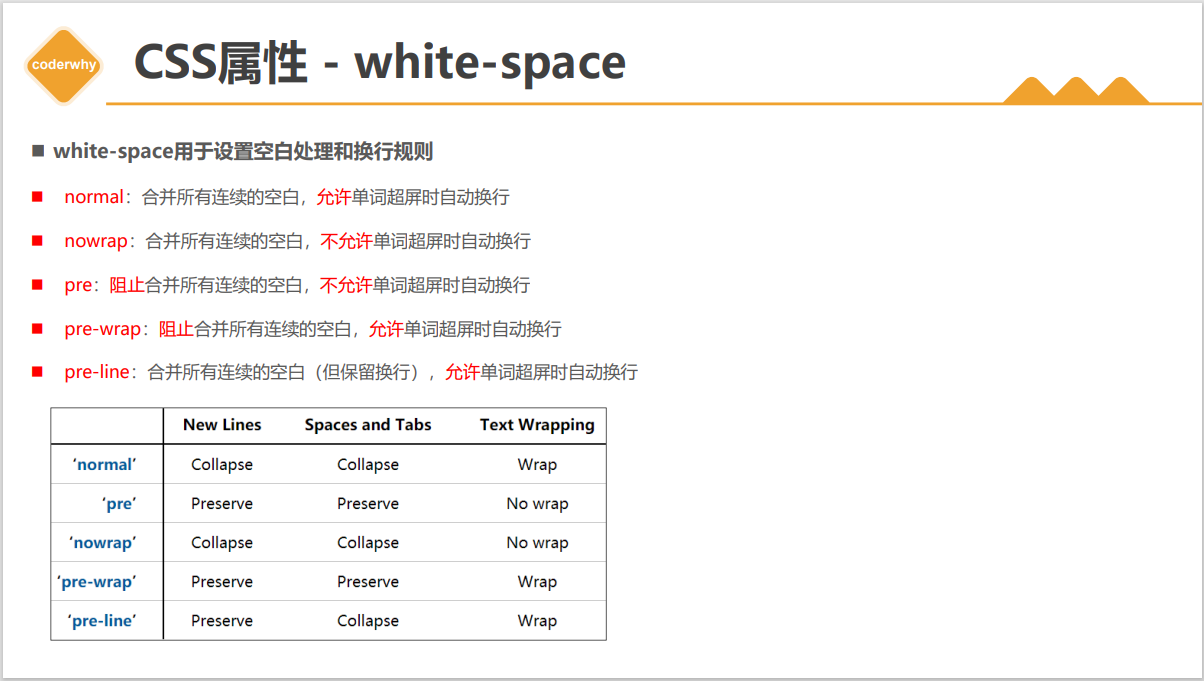 coderwhy
CSS属性 - white-space
white-space用于设置空白处理和换行规则
normal：合并所有连续的空白，允许单词超屏时自动换行
nowrap：合并所有连续的空白，不允许单词超屏时自动换行
pre：阻止合并所有连续的空白，不允许单词超屏时自动换行
pre-wrap：阻止合并所有连续的空白，允许单词超屏时自动换行
pre-line：合并所有连续的空白（但保留换行），允许单词超屏时自动换行
New Lines Spaces and Tabs Text Wrapping
‘normal’ Collapse Collapse Wrap
‘pre’ Preserve Preserve No wrap
‘nowrap’ Collapse Collapse No wrap
‘pre-wrap’ Preserve Preserve Wrap
‘pre-line’ Preserve Collapse Wrap